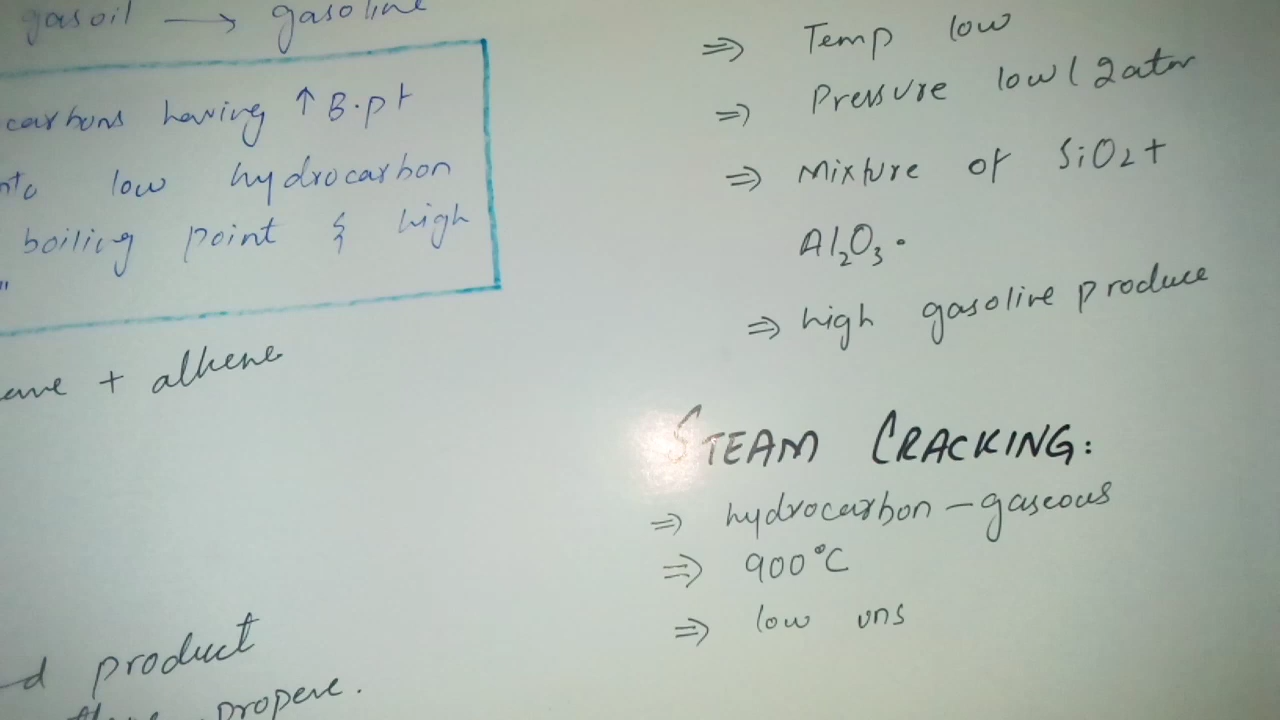 gasoil → gasoline
carbons having ↑ B.pt
low hydrocarbon
boiling point & high
"
+ alkene
product
propene.
⇒ Temp low
⇒ Pressure low ( 2atm
⇒ Mixture of SiO2 +
Al2O3.
⇒ high gasoline produce
STEAM CRACKING:
⇒ hydrocarbon - gaseous
⇒ 900°C
⇒ low uns